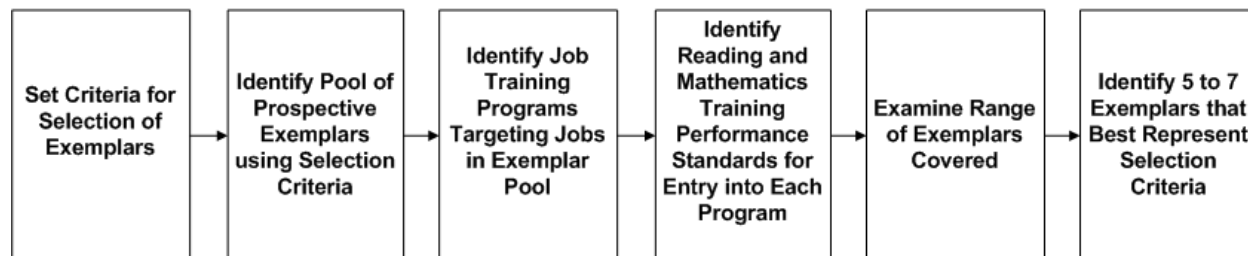 Set Criteria for
Selection of
Exemplars
Identify Pool of
Prospective
Exemplars
using Selection
Criteria
Identify Job
Training
Programs
Targeting Jobs
in Exemplar
Pool
Identify
Reading and
Mathematics
Training
Performance
Standards for
Entry into Each
Program
Examine Range
of Exemplars
Covered
Identify 5 to 7
Exemplars that
Best Represent
Selection
Criteria